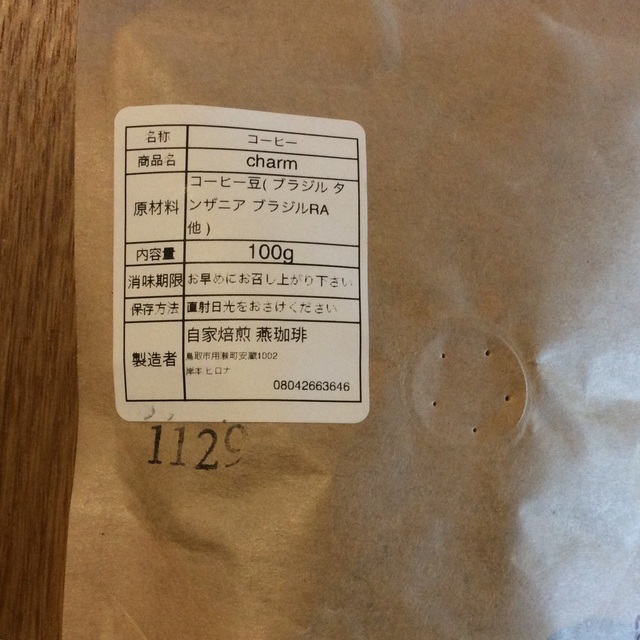 名称 コーヒー
商品名 charm
原材料 コーヒー豆( ブラジル タ
ンザニア ブラジルRA
他 )
内容量 100g
消味期限 お早めにお召し上がり下さい
保存方法 直射日光をおさけください
製造者 自家焙煎 燕珈琲
鳥取市用瀬町安蔵1002
岸本 ヒロナ
08042663646
1129